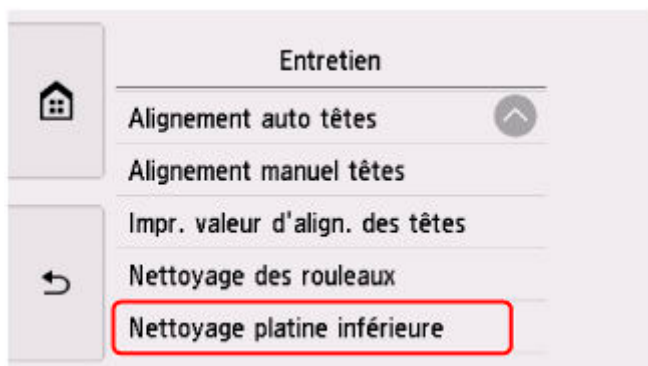 Entretien
Alignement auto têtes
Alignement manuel têtes
Impr. valeur d'align. des têtes
Nettoyage des rouleaux
Nettoyage platine inférieure